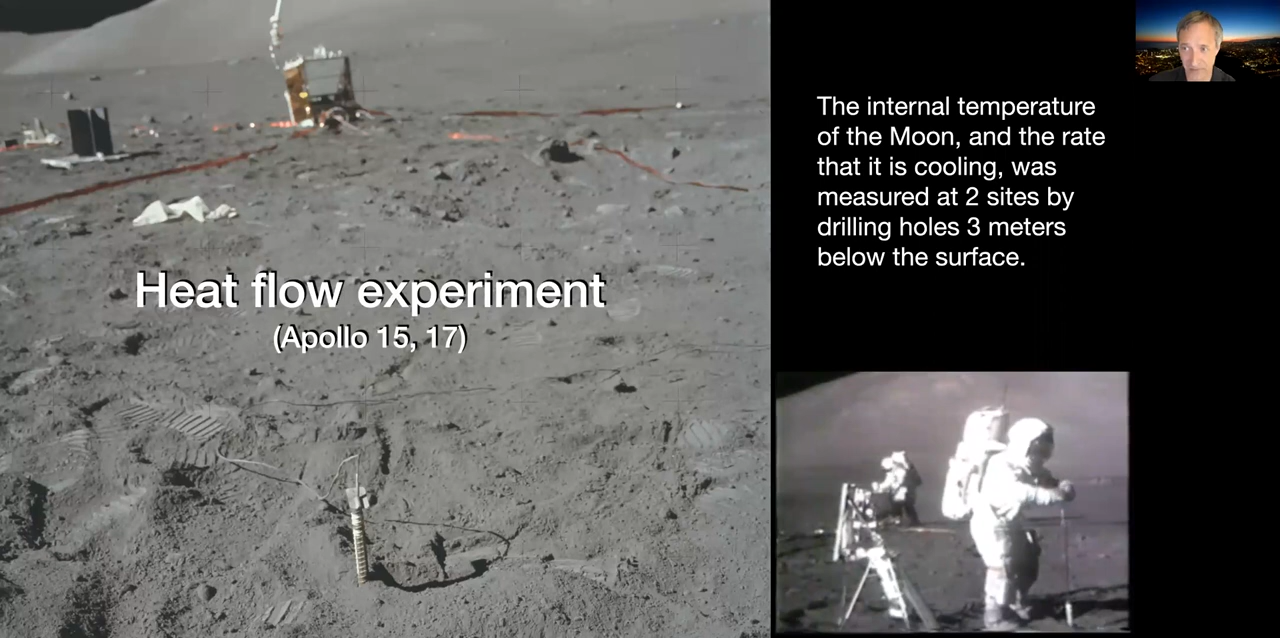 Heat flow experiment
(Apollo 15, 17)
The internal temperature
of the Moon, and the rate
that it is cooling, was
measured at 2 sites by
drilling holes 3 meters
below the surface.